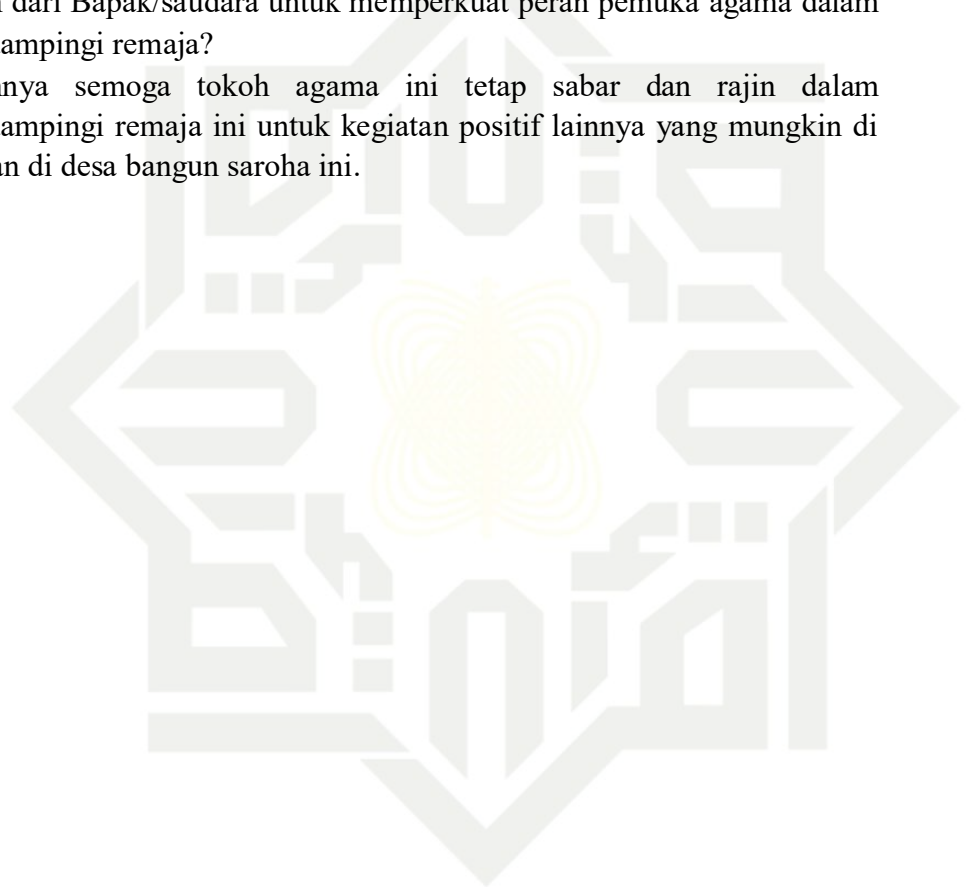 dari Bapak/saudara untuk memperkuat peran pemuka agama dalam
ampingi remaja?
nya semoga tokoh agama ini tetap sabar dan rajin dalam
ampingi remaja ini untuk kegiatan positif lainnya yang mungkin di
an di desa bangun saroha ini.